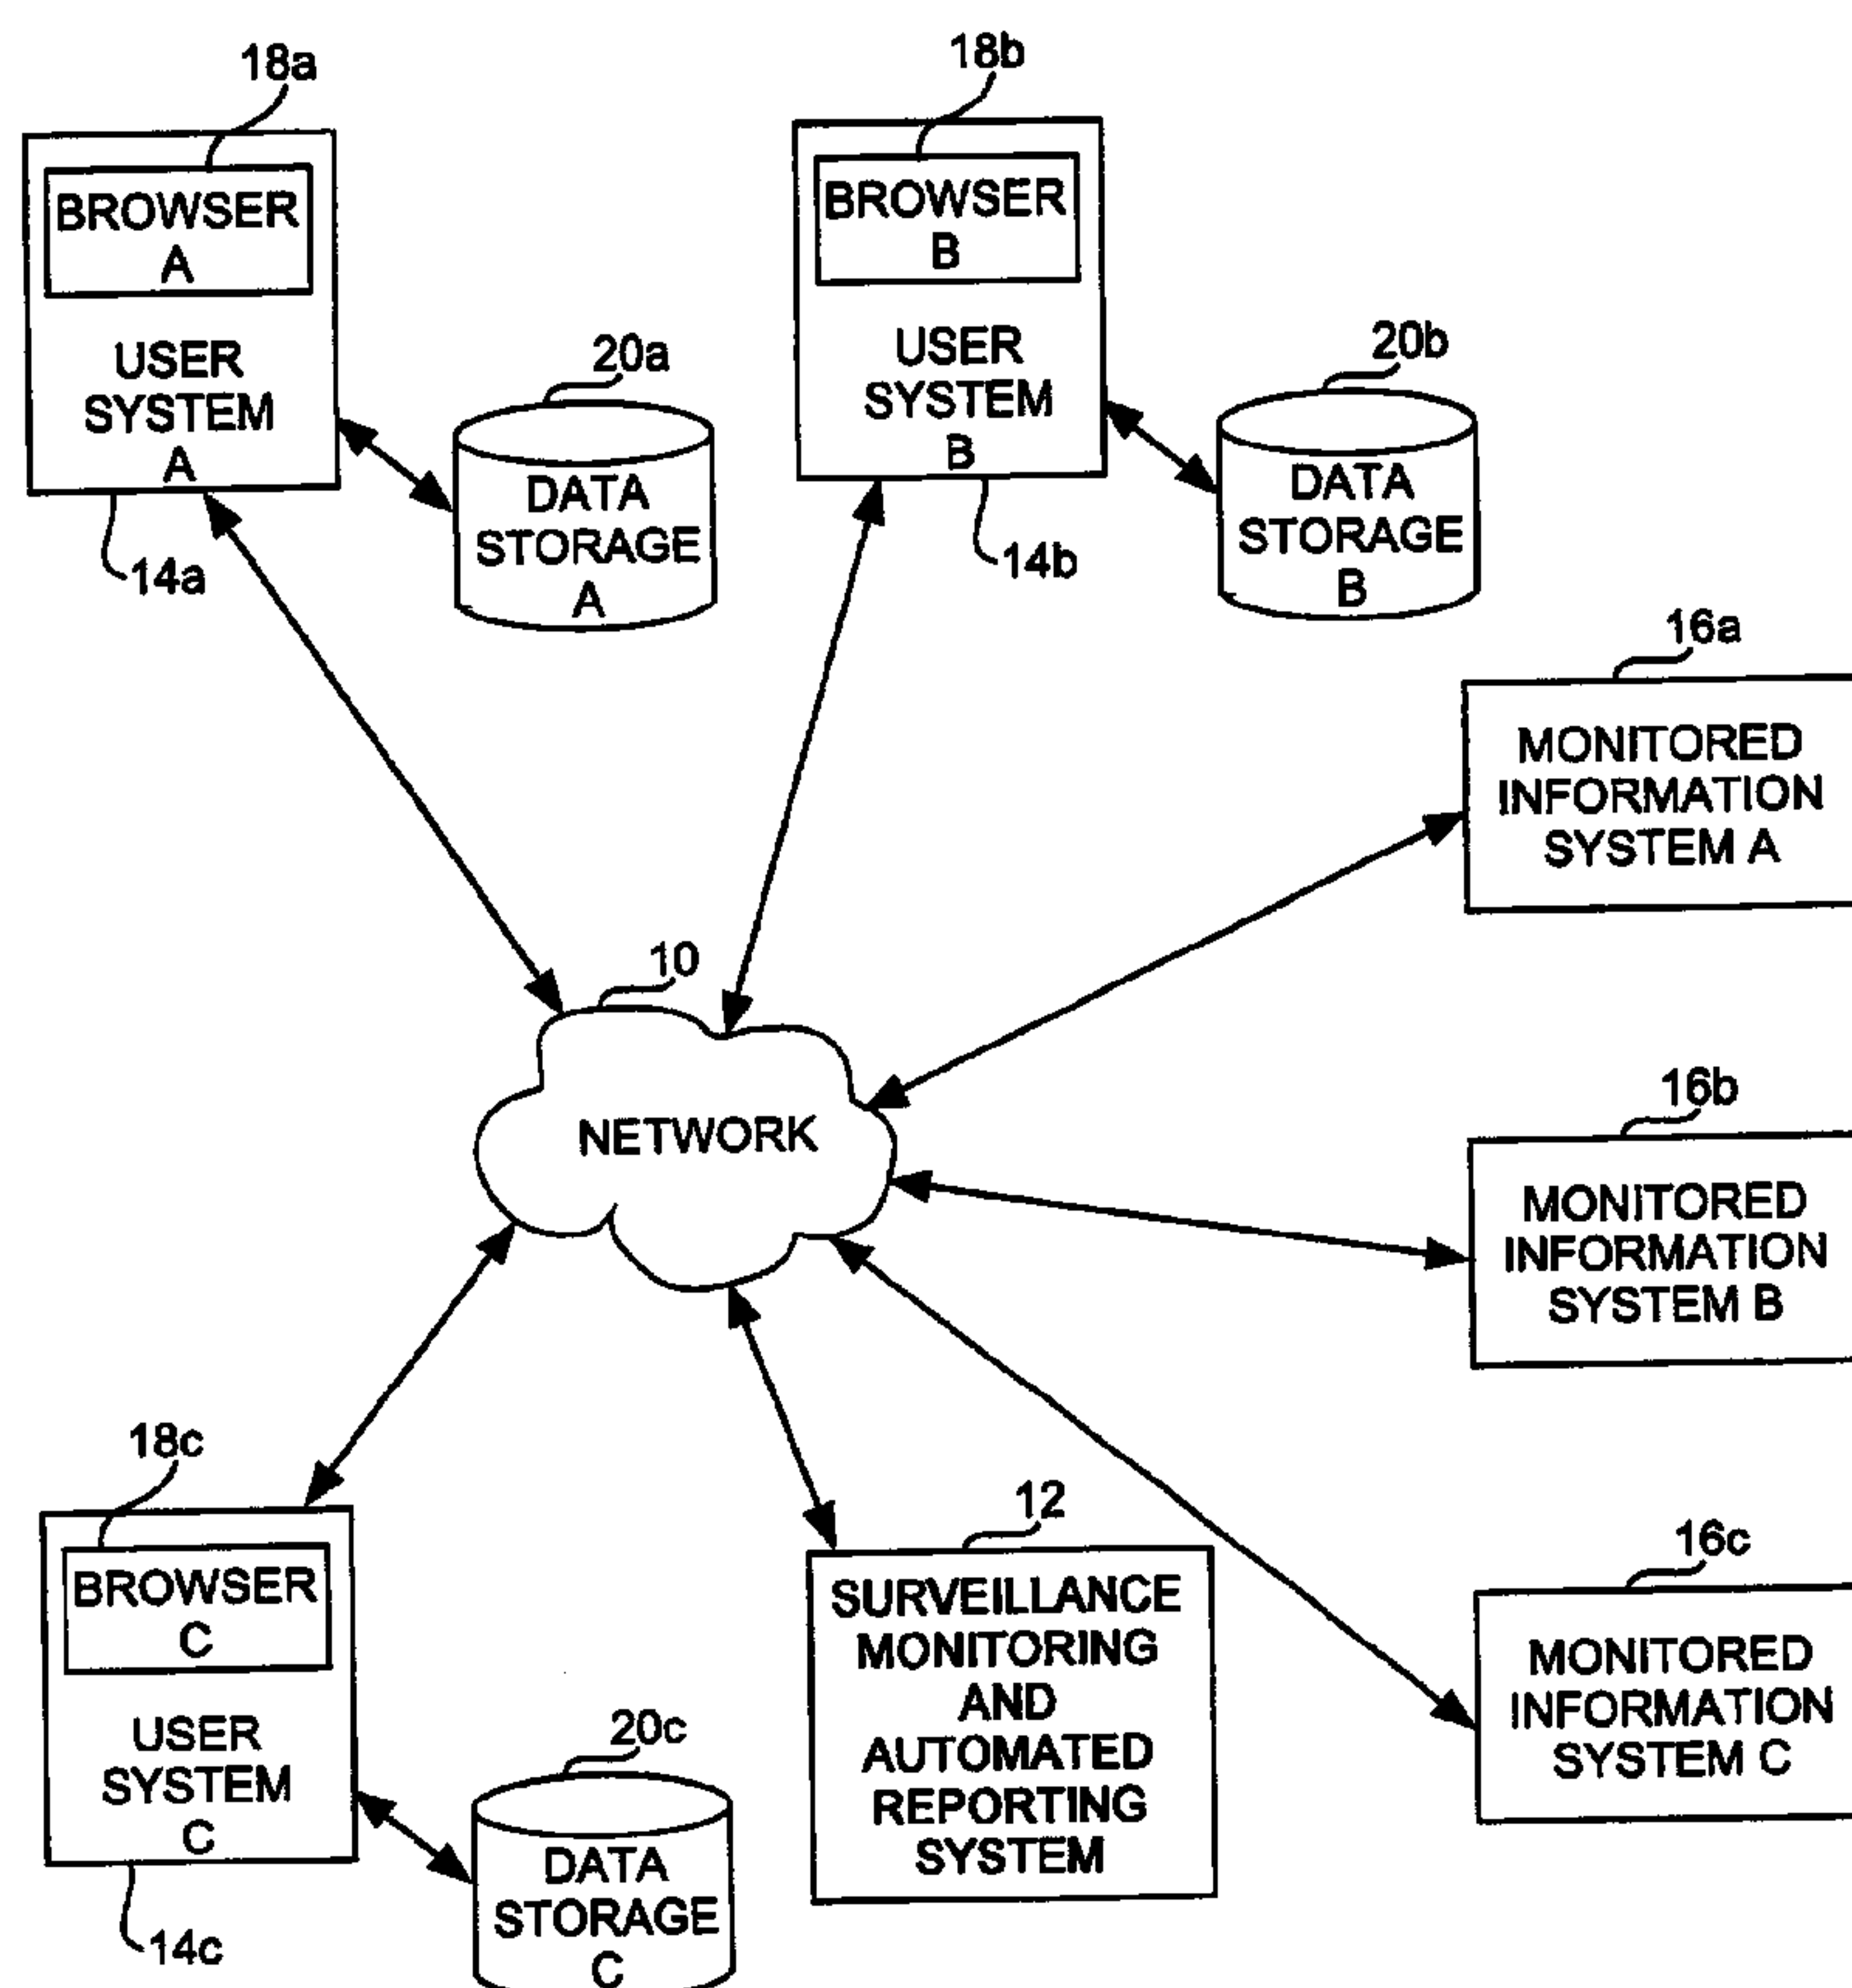 18a
BROWSER
A
USER
SYSTEM
A
14a
20a
DATA
STORAGE
A
18b
BROWSER
B
USER
SYSTEM
B
14b
20b
DATA
STORAGE
B
16a
MONITORED
INFORMATION
SYSTEM A
10
NETWORK
16b
MONITORED
INFORMATION
SYSTEM B
18c
BROWSER
C
USER
SYSTEM
C
14c
20c
DATA
STORAGE
C
12
SURVEILLANCE
MONITORING
AND
AUTOMATED
REPORTING
SYSTEM
16c
MONITORED
INFORMATION
SYSTEM C